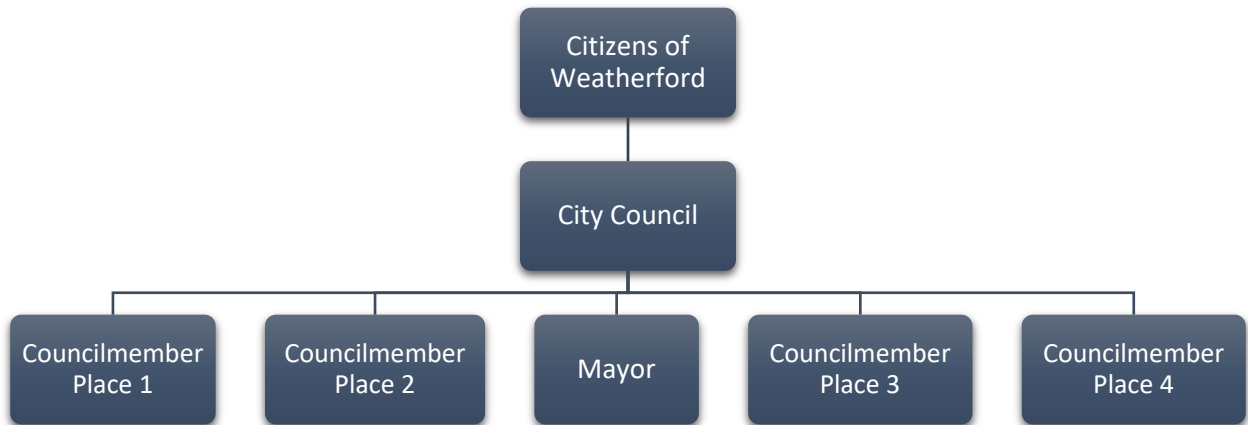 Citizens of
Weatherford
City Council
Councilmember
Place 1
Councilmember
Place 2
Mayor
Councilmember
Place 3
Councilmember
Place 4